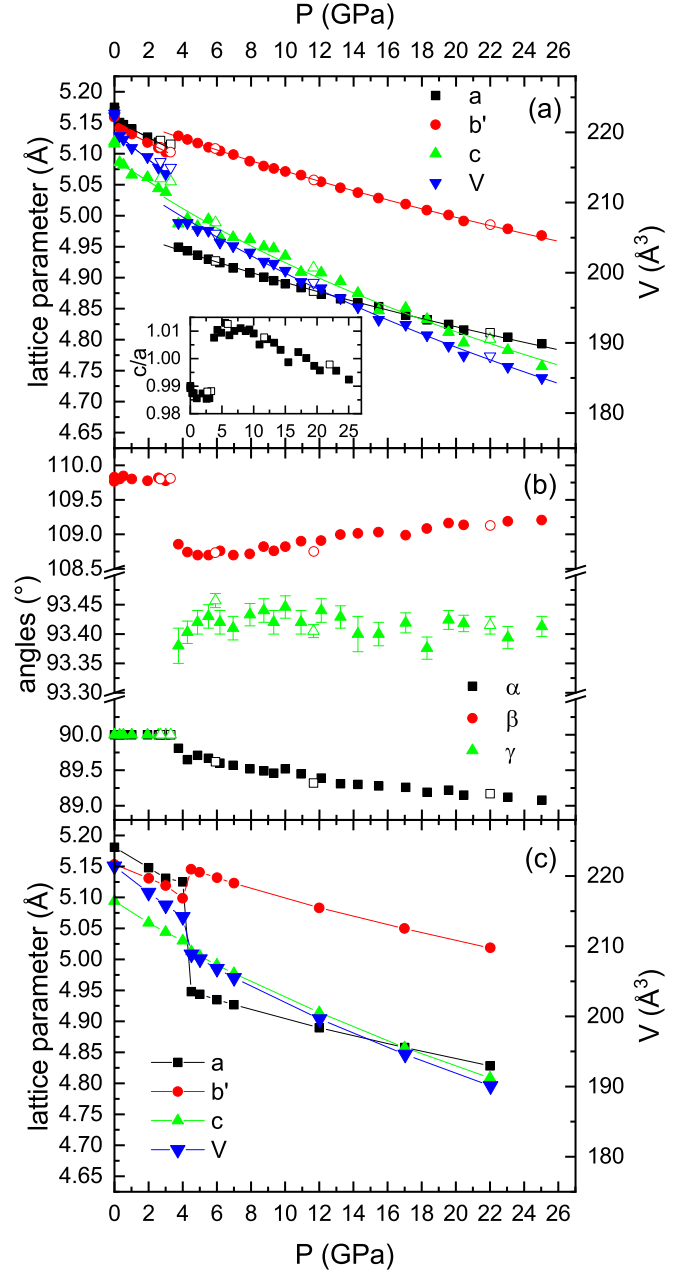 P (GPa)
0 2 4 6 8 10 12 14 16 18 20 22 24 26
(a)
a
b'
c
V
5.20
5.15
5.10
5.05
5.00
4.95
4.90
4.85
4.80
4.75
4.70
4.65
lattice parameter (Å)
220
210
200
190
180
V (Å³)
1.01
1.00
0.99
0.98
c/a
0 5 10 15 20 25
(b)
110.0
109.5
109.0
108.5
93.45
93.40
93.35
93.30
90.0
89.5
89.0
angles (°)
α
β
γ
(c)
5.20
5.15
5.10
5.05
5.00
4.95
4.90
4.85
4.80
4.75
4.70
4.65
lattice parameter (Å)
220
210
200
190
180
V (Å³)
a
b'
c
V
0 2 4 6 8 10 12 14 16 18 20 22 24 26
P (GPa)